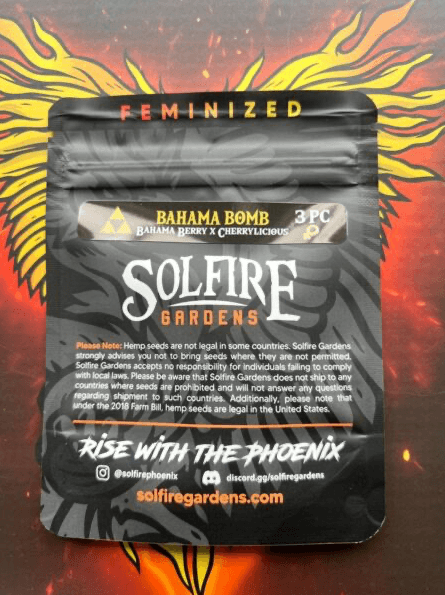 FEMINIZED
BAHAMA BOMB 3 PC
BAHAMA BERRY X CHERRYLICIOUS
SOLFIRE
GARDENS
Please Note: Hemp seeds are not legal in some countries. Solfire Gardens
strongly advises you not to bring seeds where they are not permitted.
Solfire Gardens accepts no responsibility for individuals failing to comply
with local laws. Please be aware that Solfire Gardens does not ship to any
countries where seeds are prohibited and will not answer any questions
regarding shipment to such countries. Additionally, please note that
under the 2018 Farm Bill, hemp seeds are legal in the United States.
RISE WITH THE PHOENIX
@solfirephoenix discord.gg/solfiregardens
solfiregardens.com